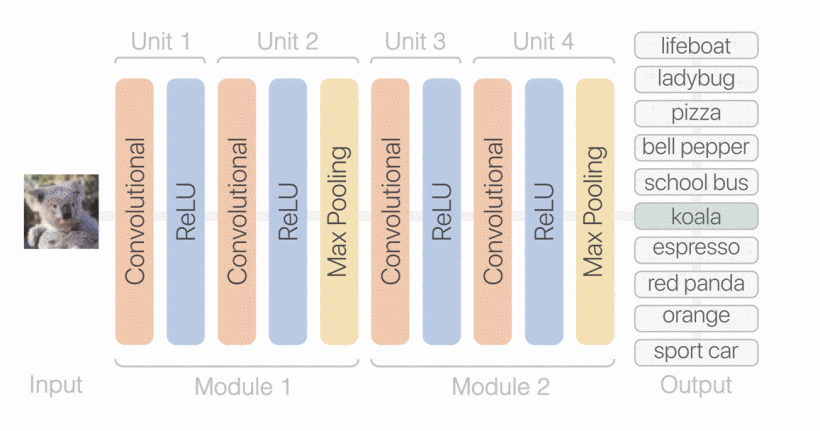 Unit 1
Unit 2
Unit 3
Unit 4
Convolutional
ReLU
Convolutional
ReLU
Max Pooling
Convolutional
ReLU
Convolutional
ReLU
Max Pooling
lifeboat
ladybug
pizza
bell pepper
school bus
koala
espresso
red panda
orange
sport car
Input
Module 1
Module 2
Output